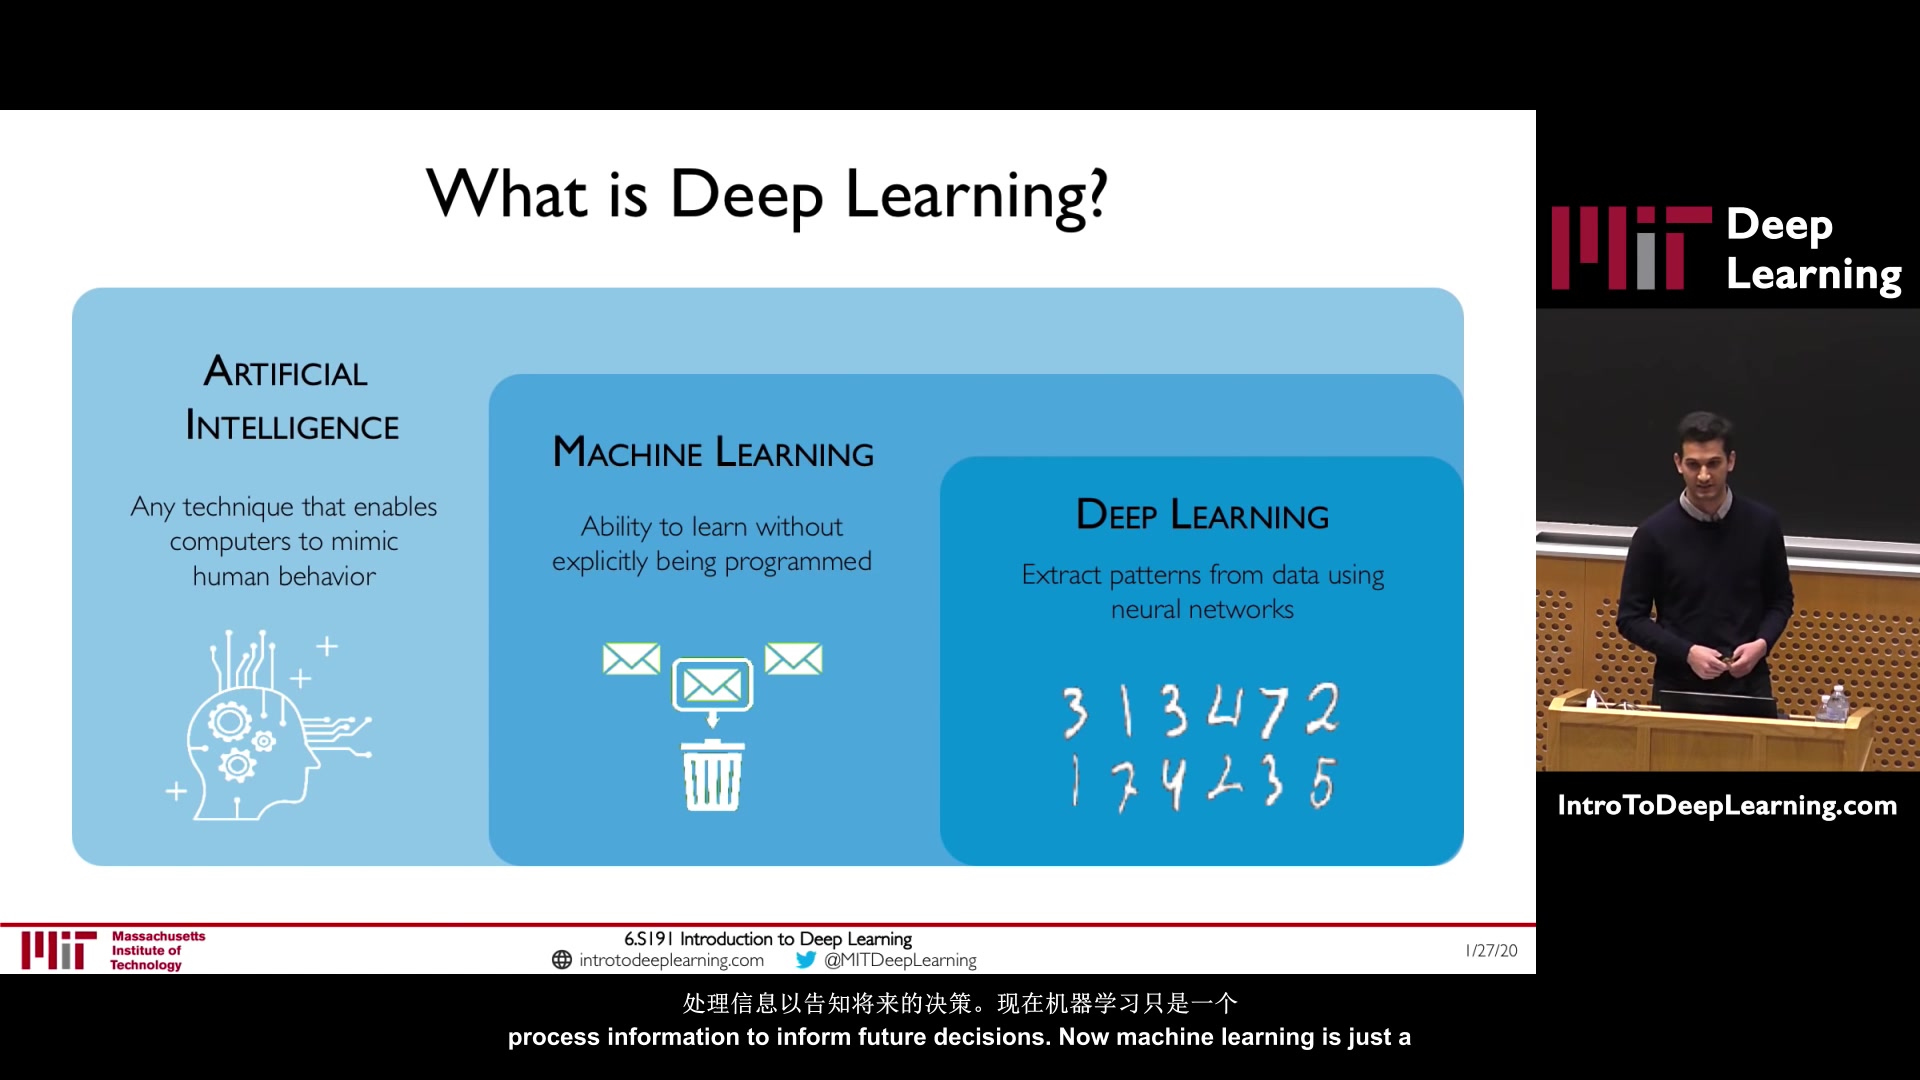 What is Deep Learning?
ARTIFICIAL
INTELLIGENCE
Any technique that enables
computers to mimic
human behavior
MACHINE LEARNING
Ability to learn without
explicitly being programmed
DEEP LEARNING
Extract patterns from data using
neural networks
3 1 3 4 7 2
1 7 4 2 3 5
Massachusetts
Institute of
Technology
6.S191 Introduction to Deep Learning
introtodeeplearning.com @MITDeepLearning
1/27/20
MIT Deep
Learning
IntroToDeepLearning.com
处理信息以告知将来的决策。现在机器学习只是一个
process information to inform future decisions. Now machine learning is just a